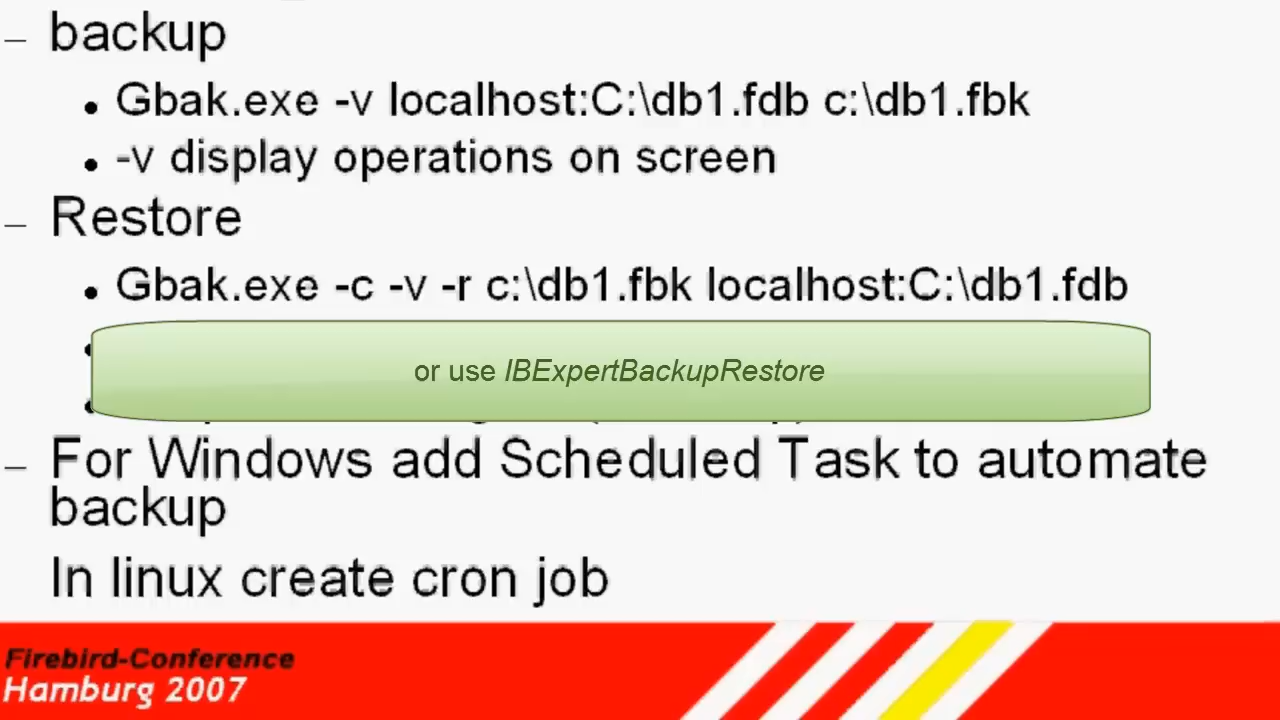 – backup
• Gbak.exe -v localhost:C:\db1.fdb c:\db1.fbk
• -v display operations on screen
– Restore
• Gbak.exe -c -v -r c:\db1.fbk localhost:C:\db1.fdb
or use IBExpertBackupRestore
– For Windows add Scheduled Task to automate
backup
In linux create cron job
Firebird-Conference
Hamburg 2007